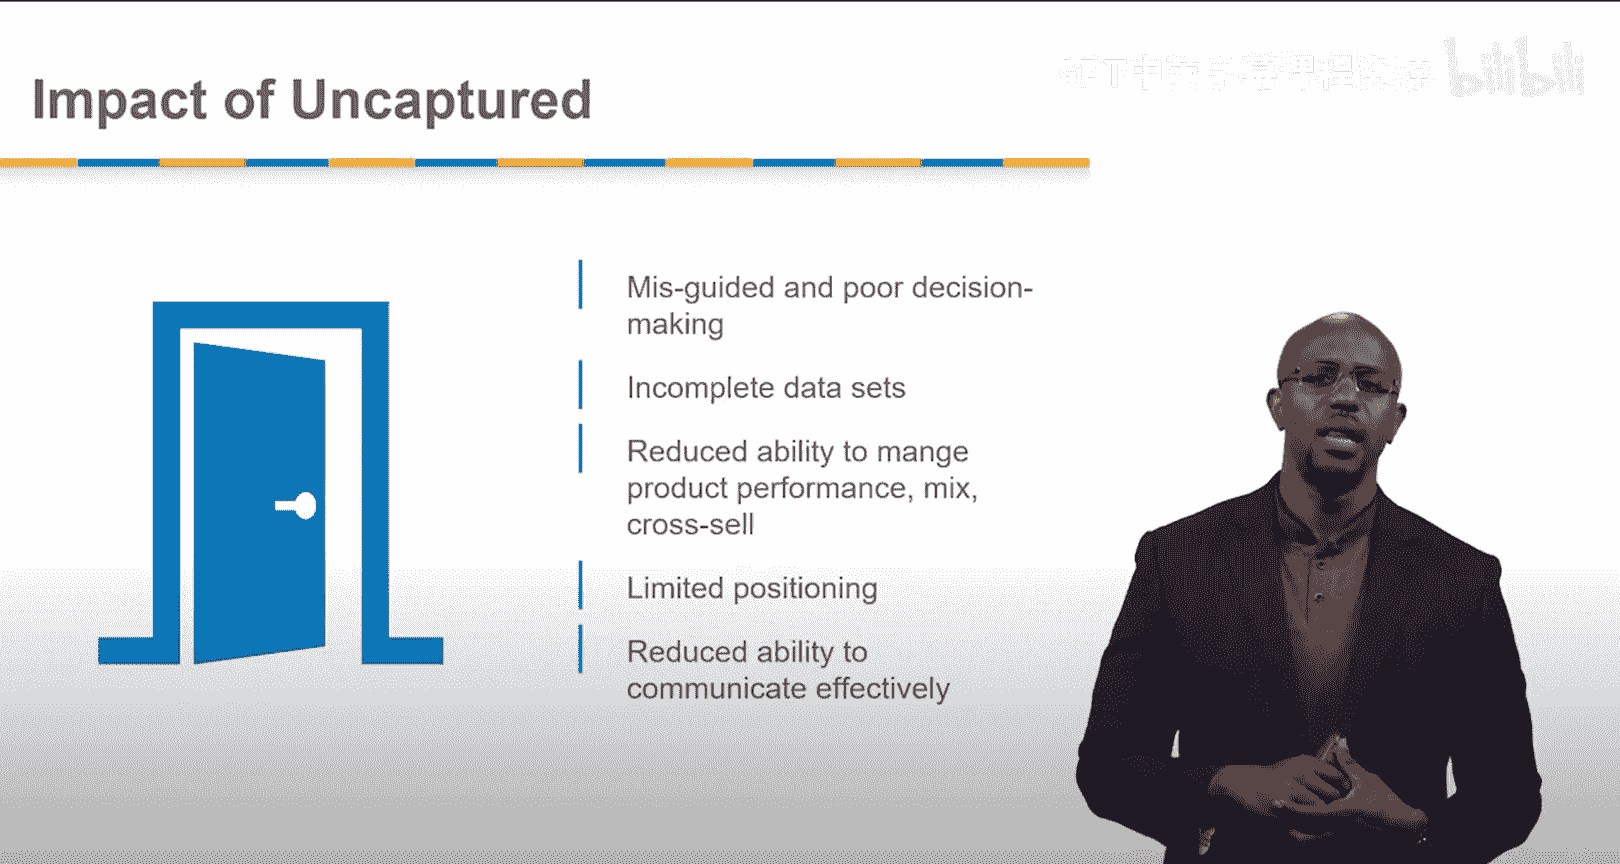 Impact of Uncaptured
bilibili
Mis-guided and poor decision-
making
Incomplete data sets
Reduced ability to mange
product performance, mix,
cross-sell
Limited positioning
Reduced ability to
communicate effectively